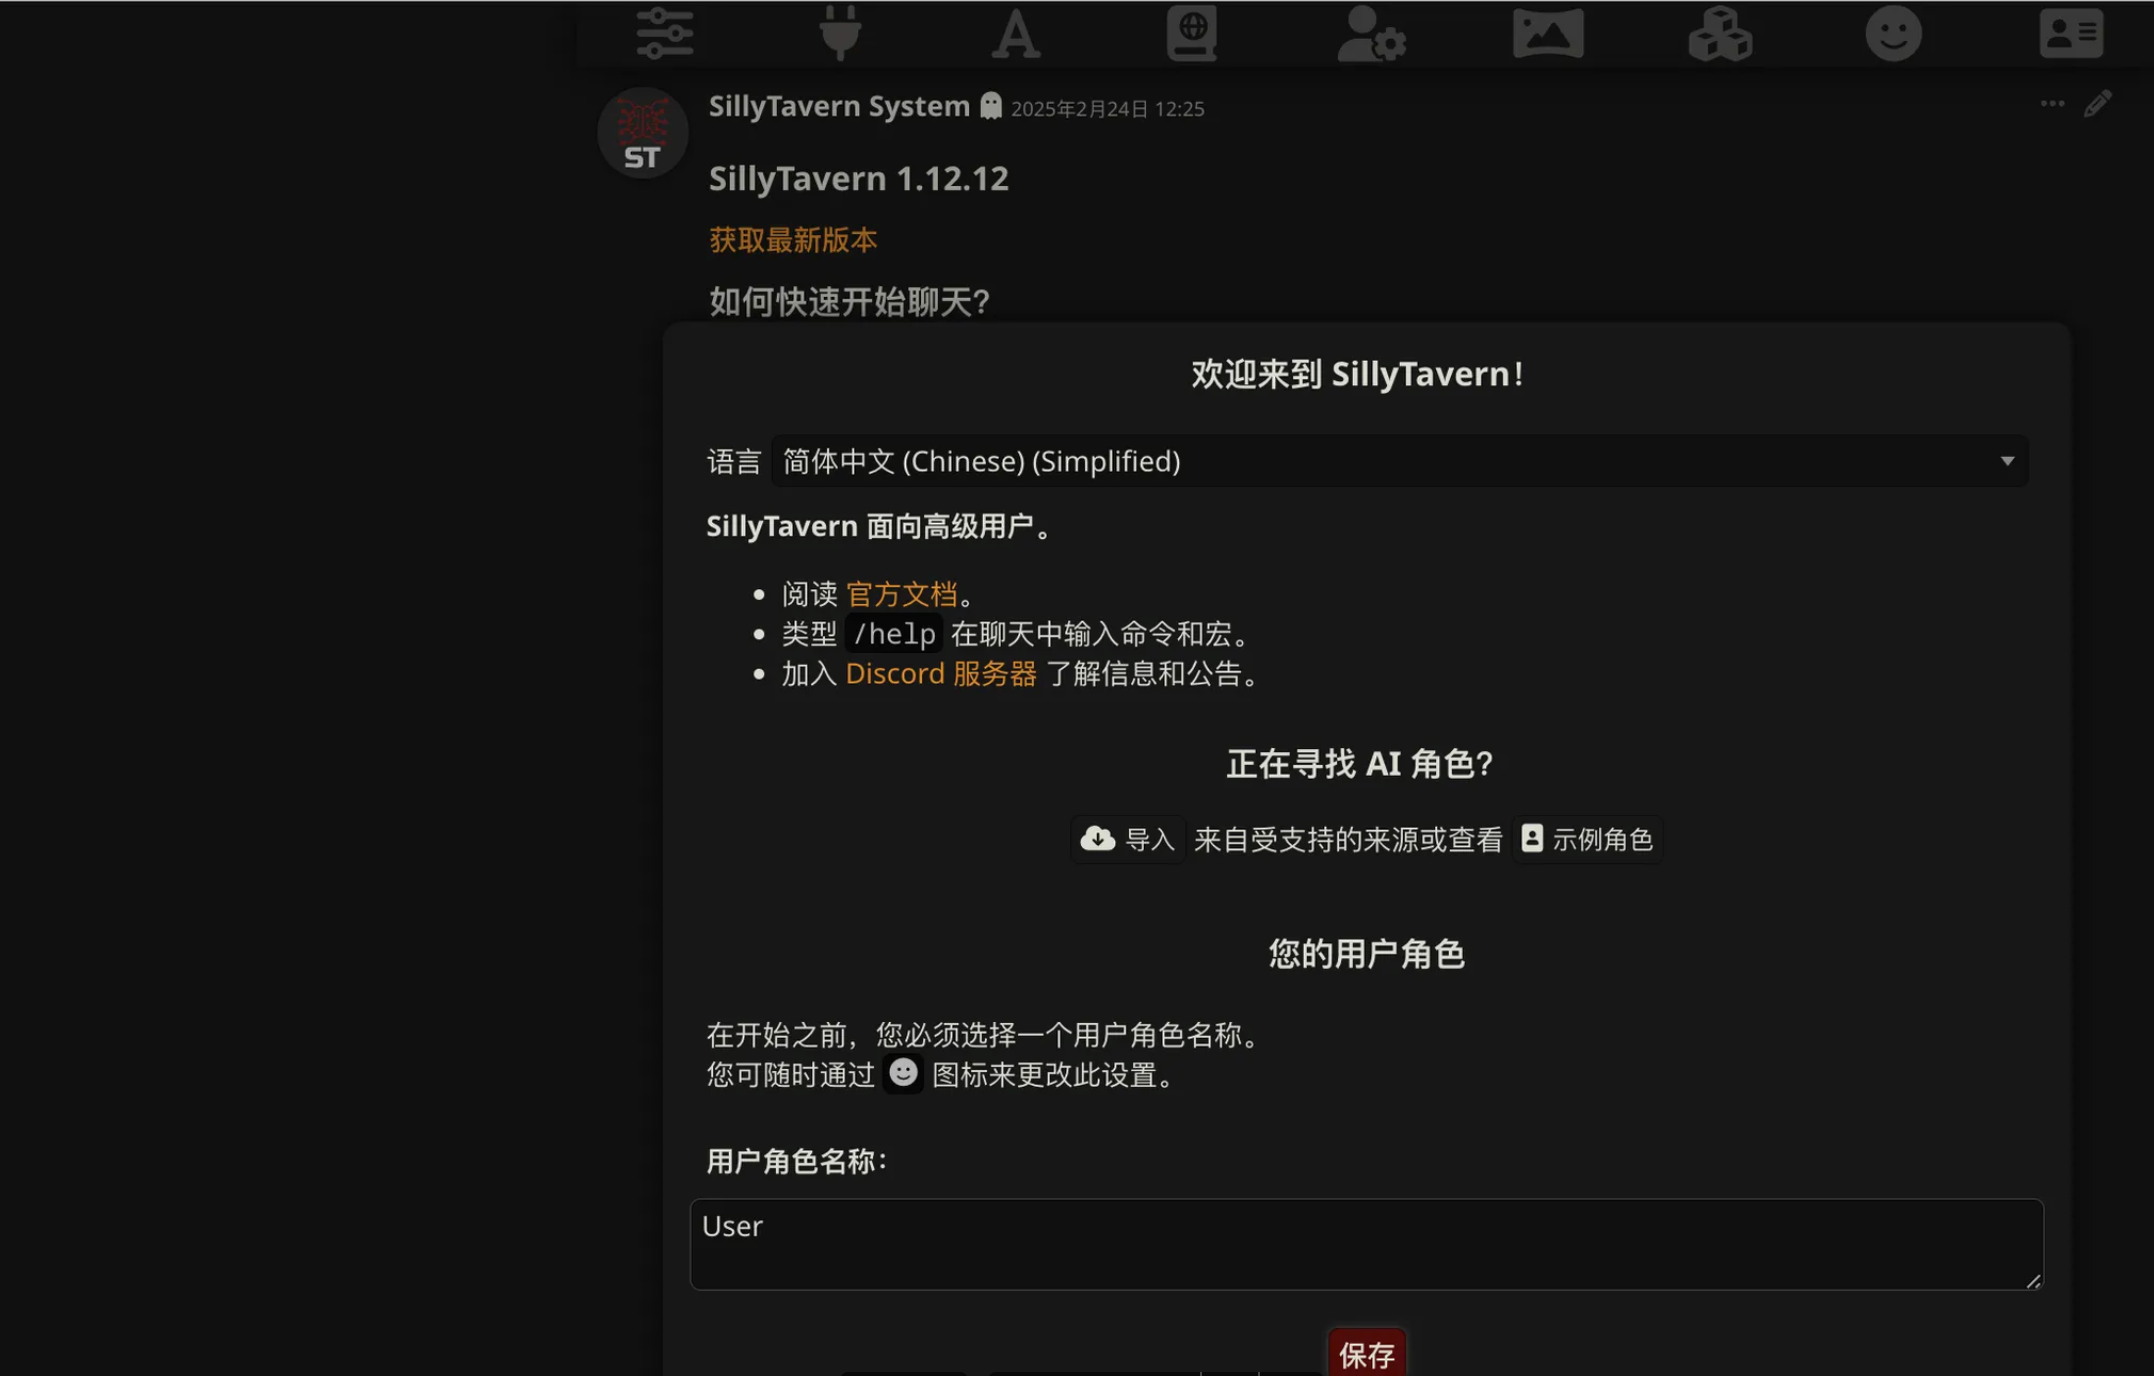 ST
SillyTavern System 2025年2月24日 12:25
SillyTavern 1.12.12
获取最新版本
如何快速开始聊天?
欢迎来到 SillyTavern！
语言 简体中文 (Chinese) (Simplified)
SillyTavern 面向高级用户。
• 阅读 官方文档。
• 类型 /help 在聊天中输入命令和宏。
• 加入 Discord 服务器 了解信息和公告。
正在寻找 AI 角色?
导入 来自受支持的来源或查看 示例角色
您的用户角色
在开始之前，您必须选择一个用户角色名称。
您可随时通过 图标来更改此设置。
用户角色名称：
User
保存